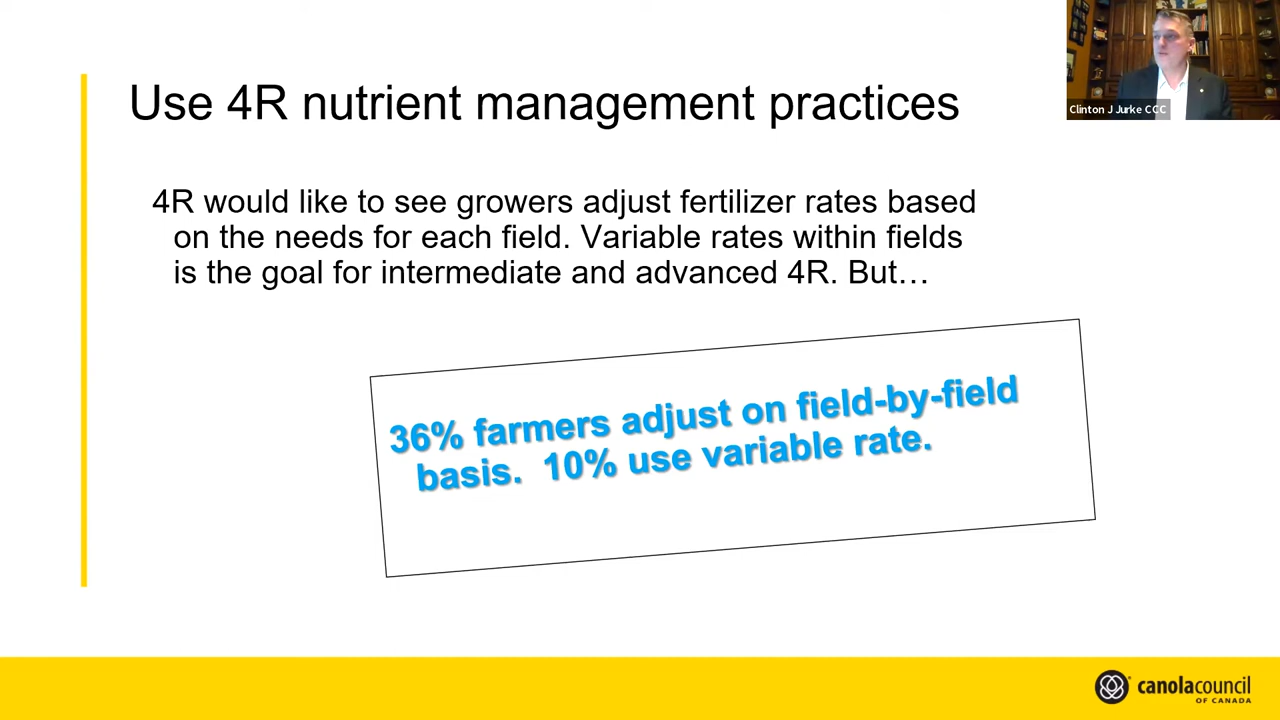 Use 4R nutrient management practices
Clinton J Jurke CCC
4R would like to see growers adjust fertilizer rates based
on the needs for each field. Variable rates within fields
is the goal for intermediate and advanced 4R. But…
36% farmers adjust on field-by-field
basis. 10% use variable rate.
canolacouncil
OF CANADA